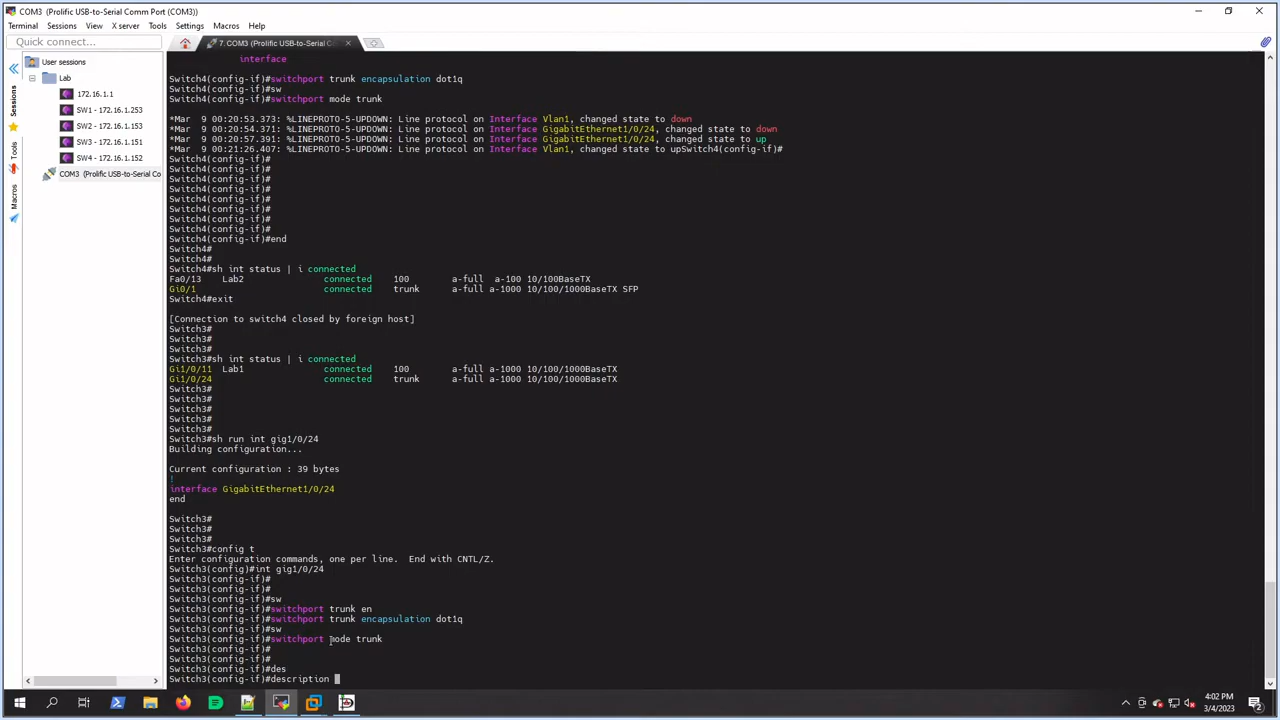 COM3 (Prolific USB-to-Serial Comm Port (COM3))
Terminal Sessions View X server Tools Settings Macros Help
Quick connect...
7. COM3 (Prolific USB-to-Serial Co
User sessions
Lab
172.16.1.1
SW1 - 172.16.1.253
SW2 - 172.16.1.153
SW3 - 172.16.1.151
SW4 - 172.16.1.152
COM3 (Prolific USB-to-Serial Co
Sessions
Tools
Macros
interface
Switch4(config-if)#switchport trunk encapsulation dot1q
Switch4(config-if)#sw
Switch4(config-if)#switchport mode trunk
*Mar 9 00:20:53.373: %LINEPROTO-5-UPDOWN: Line protocol on Interface Vlan1, changed state to down
*Mar 9 00:20:54.371: %LINEPROTO-5-UPDOWN: Line protocol on Interface GigabitEthernet1/0/24, changed state to down
*Mar 9 00:20:57.391: %LINEPROTO-5-UPDOWN: Line protocol on Interface GigabitEthernet1/0/24, changed state to up
*Mar 9 00:21:26.407: %LINEPROTO-5-UPDOWN: Line protocol on Interface Vlan1, changed state to upSwitch4(config-if)#
Switch4(config-if)#
Switch4(config-if)#
Switch4(config-if)#
Switch4(config-if)#
Switch4(config-if)#
Switch4(config-if)#
Switch4(config-if)#
Switch4(config-if)#
Switch4(config-if)#end
Switch4#
Switch4#
Switch4#sh int status | i connected
Fa0/13 Lab2 connected 100 a-full a-100 10/100BaseTX
Gi0/1 connected trunk a-full a-1000 10/100/1000BaseTX SFP
Switch4#exit
[Connection to switch4 closed by foreign host]
Switch3#
Switch3#
Switch3#
Switch3#sh int status | i connected
Gi1/0/11 Lab1 connected 100 a-full a-1000 10/100/1000BaseTX
Gi1/0/24 connected trunk a-full a-1000 10/100/1000BaseTX
Switch3#
Switch3#
Switch3#
Switch3#
Switch3#
Switch3#sh run int gig1/0/24
Building configuration...
Current configuration : 39 bytes
!
interface GigabitEthernet1/0/24
end
Switch3#
Switch3#
Switch3#
Switch3#config t
Enter configuration commands, one per line. End with CNTL/Z.
Switch3(config)#int gig1/0/24
Switch3(config-if)#
Switch3(config-if)#
Switch3(config-if)#sw
Switch3(config-if)#switchport trunk en
Switch3(config-if)#switchport trunk encapsulation dot1q
Switch3(config-if)#sw
Switch3(config-if)#switchport mode trunk
Switch3(config-if)#
Switch3(config-if)#
Switch3(config-if)#des
Switch3(config-if)#description
4:02 PM
3/4/2023
2